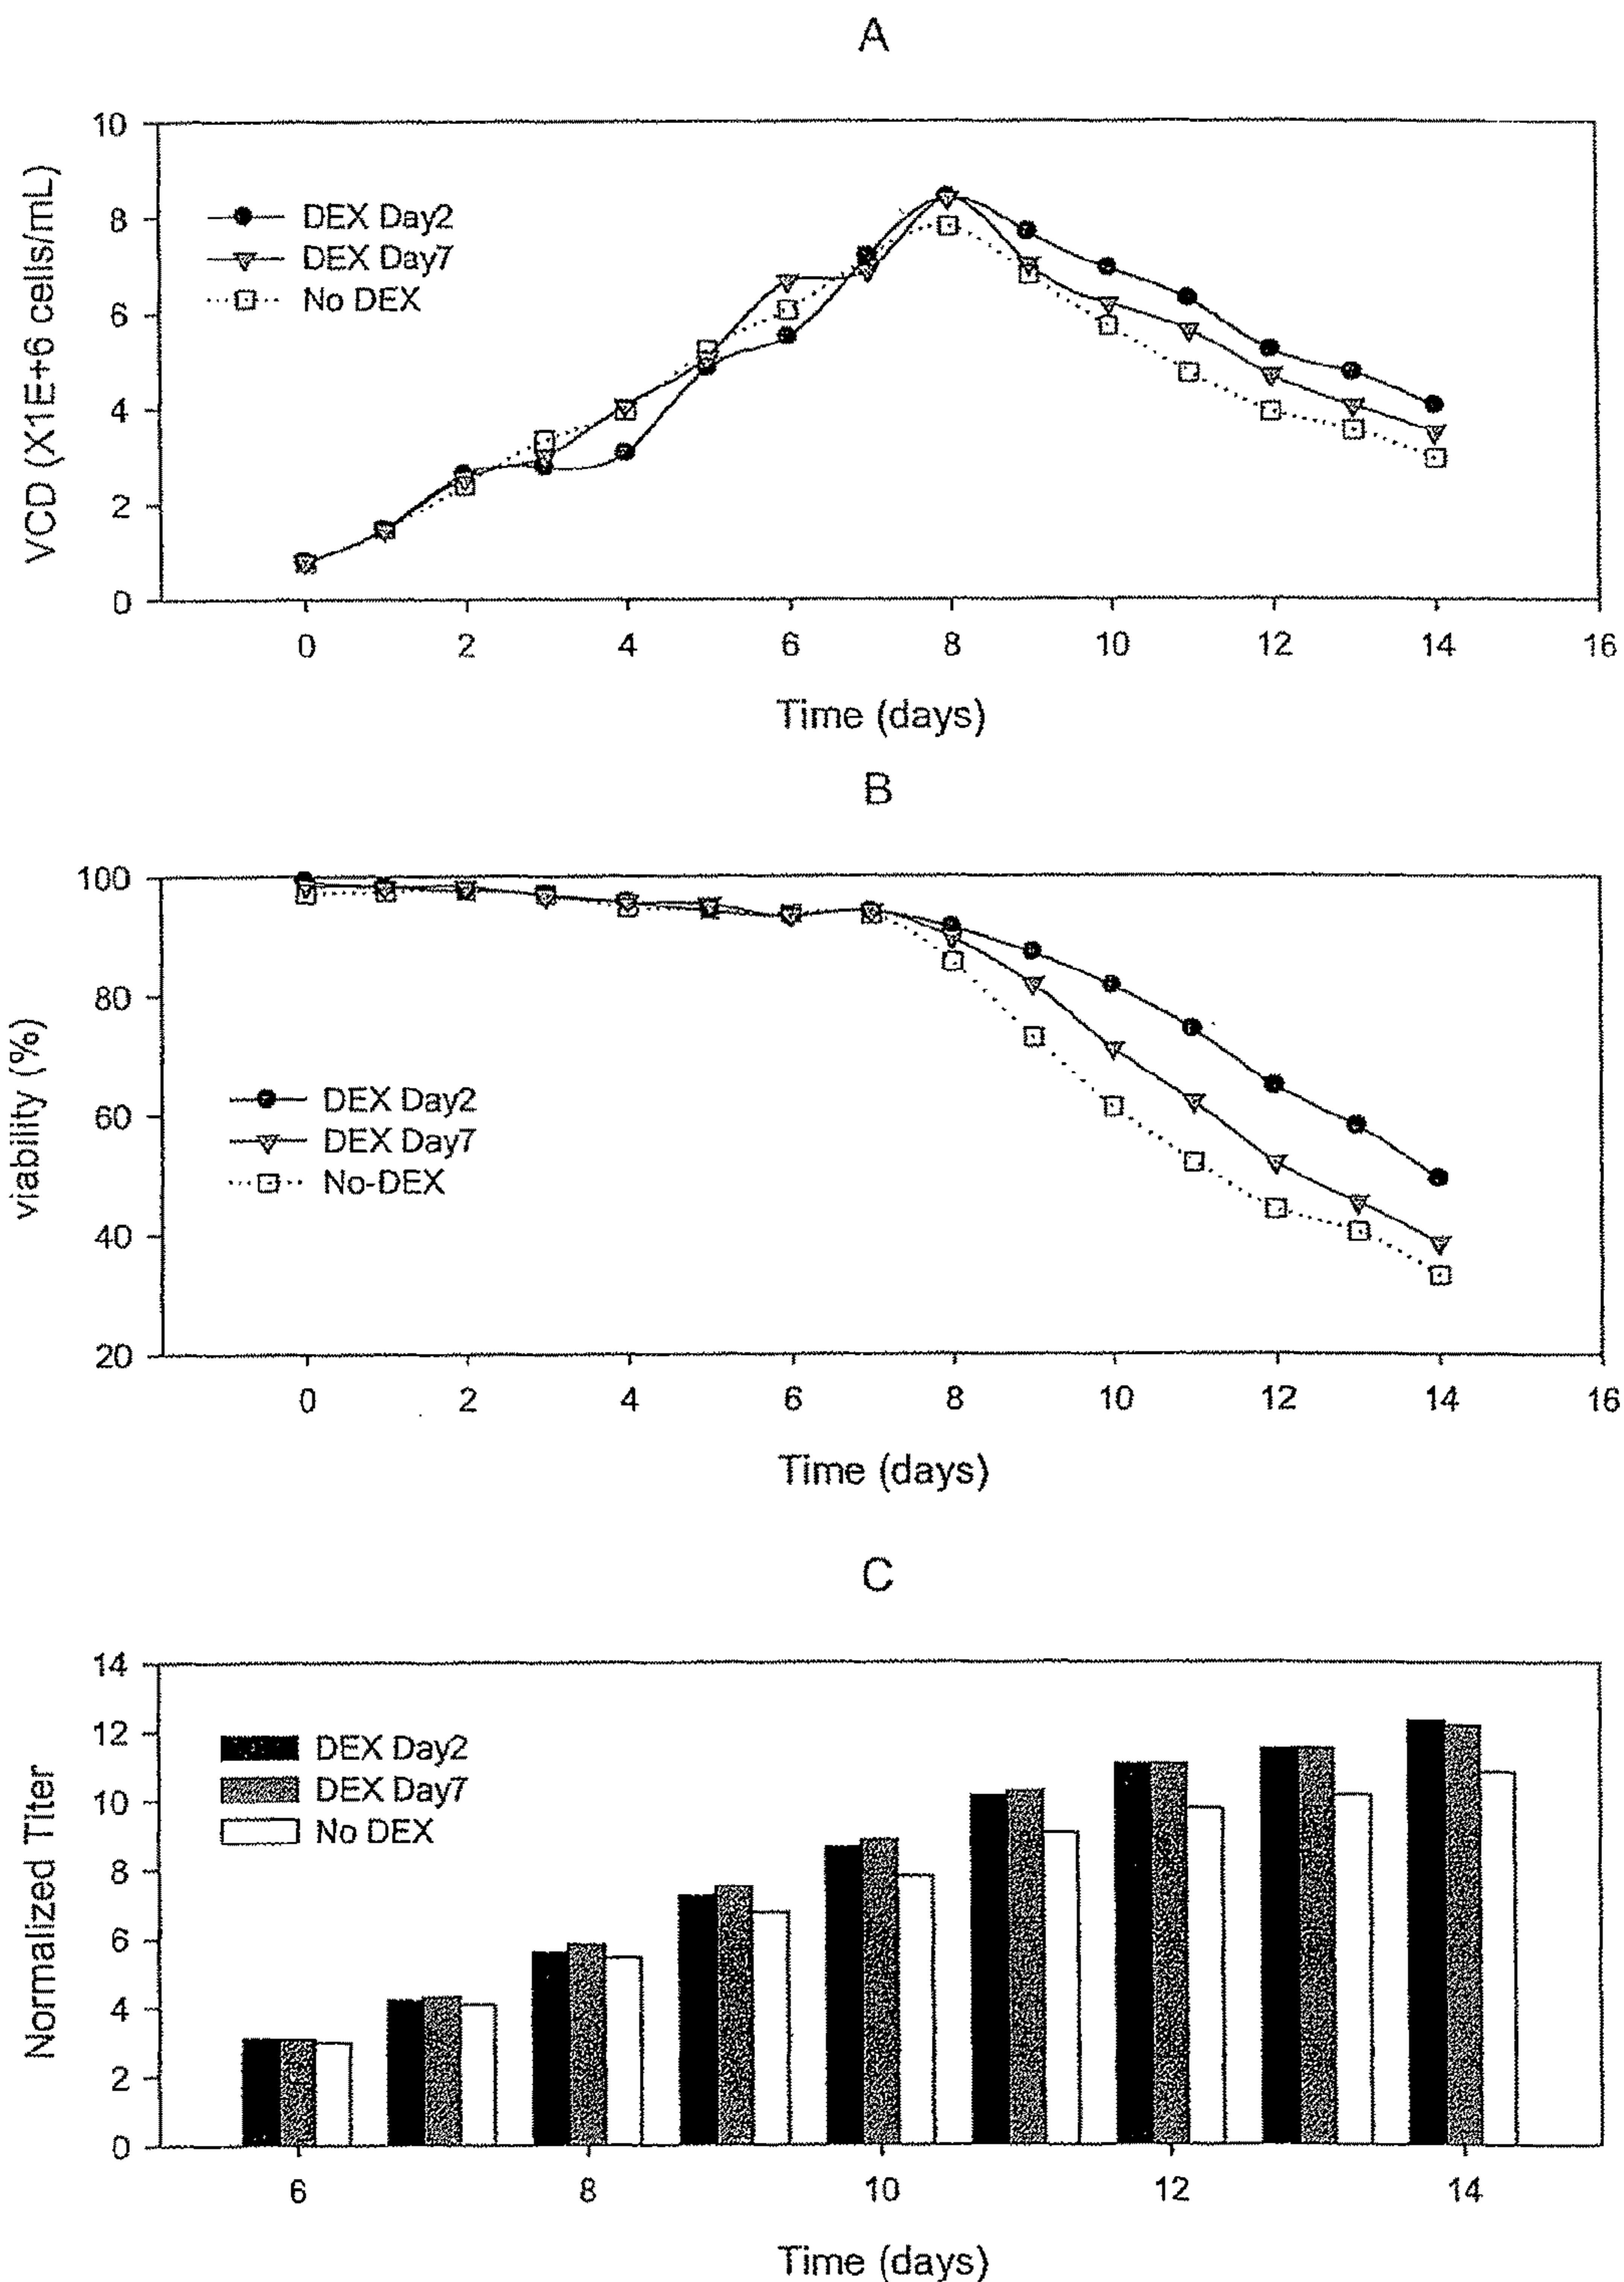 A
10
8
6
4
2
0
VCD (X1E+6 cells/mL)
DEX Day2
DEX Day7
No DEX
0 2 4 6 8 10 12 14 16
Time (days)
B
100
80
60
40
20
viability (%)
DEX Day2
DEX Day7
No-DEX
0 2 4 6 8 10 12 14 16
Time (days)
C
14
12
10
8
6
4
2
0
Normalized Titer
DEX Day2
DEX Day7
No DEX
6 8 10 12 14
Time (days)